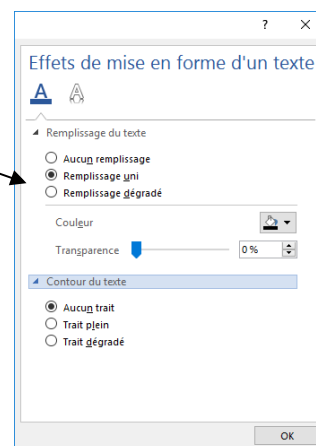 ?
Effets de mise en forme d'un texte
A A
Remplissage du texte
Aucun remplissage
Remplissage uni
Remplissage dégradé
Couleur
Transparence 0 %
Contour du texte
Aucun trait
Trait plein
Trait dégradé
OK